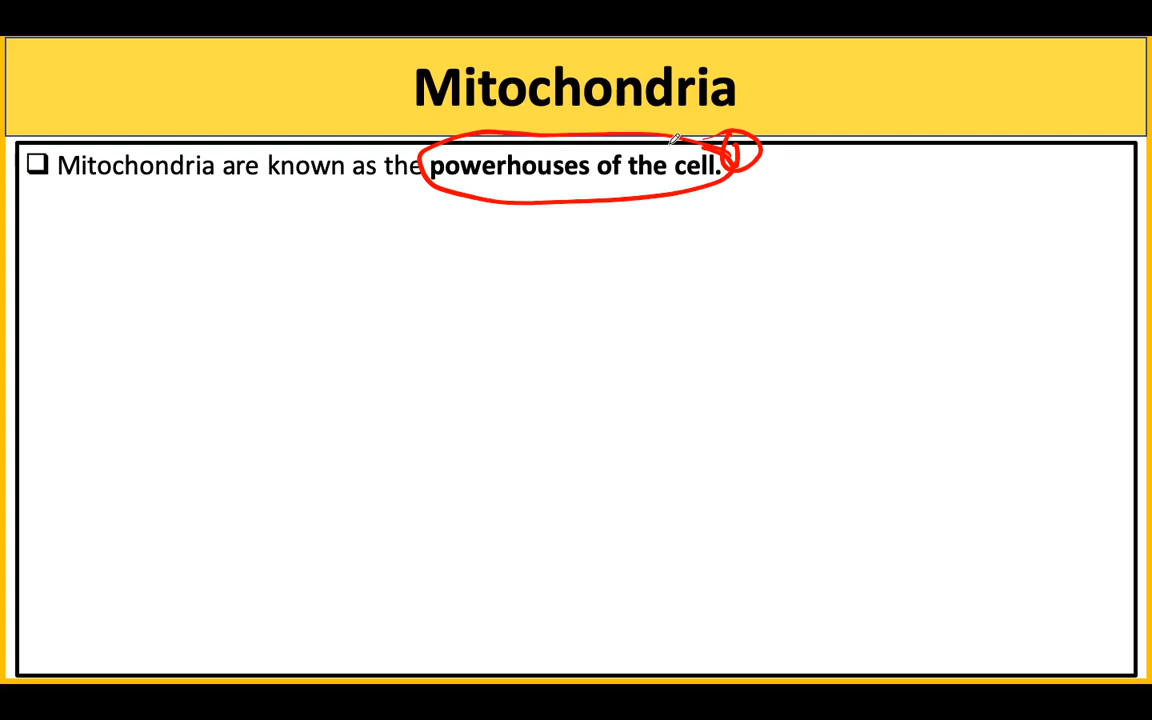 Mitochondria
❑ Mitochondria are known as the powerhouses of the cell.